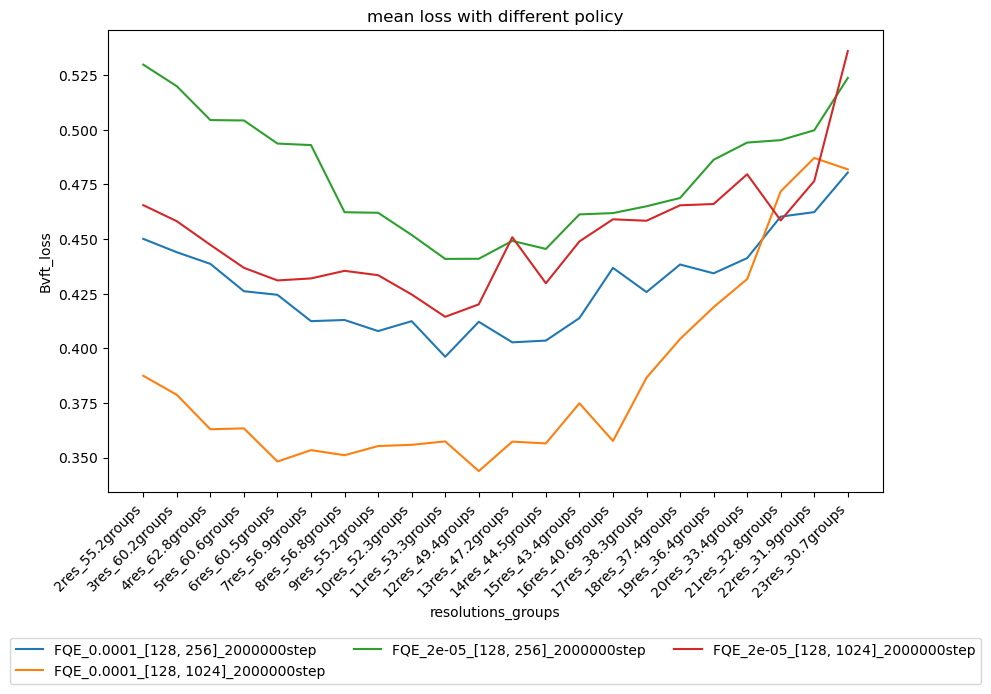 mean loss with different policy
0.525
0.500
0.475
0.450
0.425
0.400
0.375
0.350
Bvft_loss
2res_55.2groups
3res_60.2groups
4res_62.8groups
5res_60.6groups
6res_60.5groups
7res_56.9groups
8res_56.8groups
9res_55.2groups
10res_52.3groups
11res_53.3groups
12res_49.4groups
13res_47.2groups
14res_44.5groups
15res_43.4groups
16res_40.6groups
17res_38.3groups
18res_37.4groups
19res_36.4groups
20res_33.4groups
21res_32.8groups
22res_31.9groups
23res_30.7groups
resolutions_groups
FQE_0.0001_[128, 256]_2000000step
FQE_0.0001_[128, 1024]_2000000step
FQE_2e-05_[128, 256]_2000000step
FQE_2e-05_[128, 1024]_2000000step